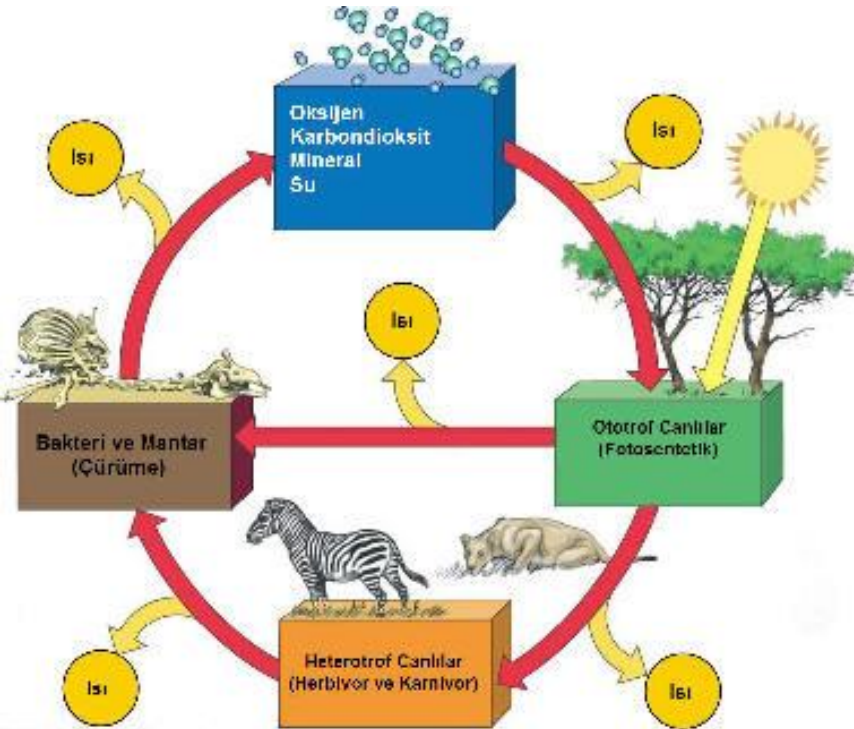 Oksijen
Karbondioksit
Mineral
Su
Isı
Isı
Isı
Bakteri ve Mantar
(Çürüme)
Ototrof Canlılar
(Fotosentetik)
Heterotrof Canlılar
(Herbivor ve Karnivor)
Isı
Isı